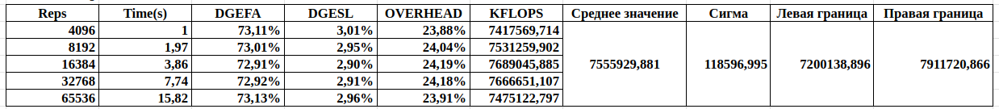 Reps Time(s) DGEFA DGESL OVERHEAD KFLOPS Среднее значение Сигма Левая граница Правая граница
4096 1 73,11% 3,01% 23,88% 7417569,714
8192 1,97 73,01% 2,95% 24,04% 7531259,902
16384 3,86 72,91% 2,90% 24,19% 7689045,885 7555929,881 118596,995 7200138,896 7911720,866
32768 7,74 72,92% 2,91% 24,18% 7666651,107
65536 15,82 73,13% 2,96% 23,91% 7475122,797